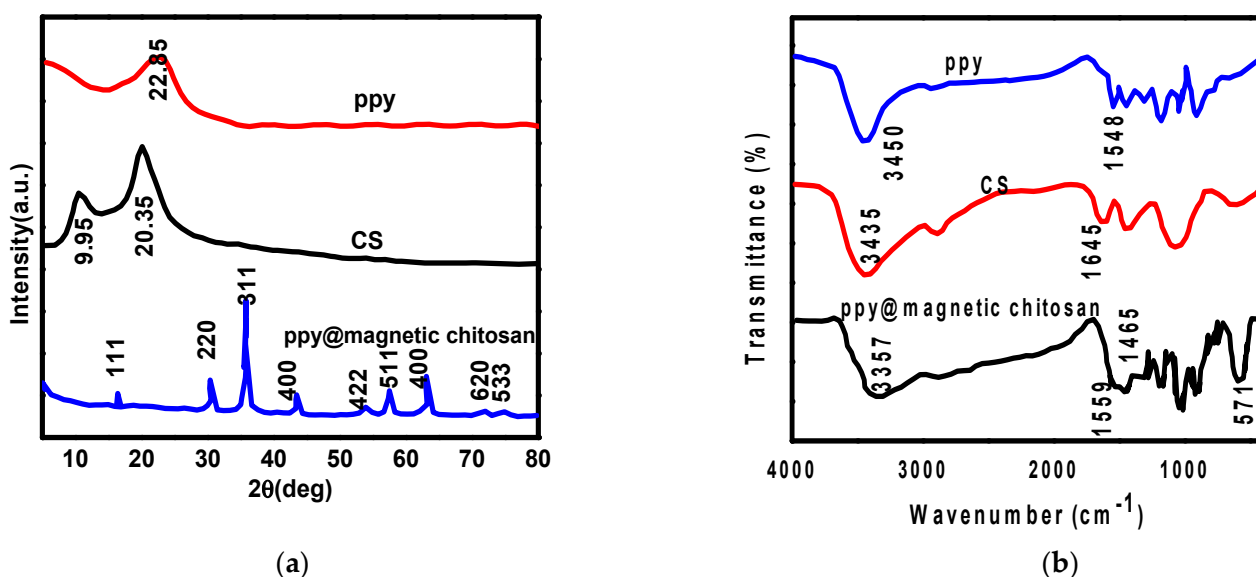 Intensity(a.u.)
22.85
ppy
9.95
20.35
CS
ppy@magnetic chitosan
111
220
311
400
422
511
400
620
533
10 20 30 40 50 60 70 80
2θ(deg)
(a)
Transmittance (%)
ppy
3450
1548
CS
3435
1645
ppy@magnetic chitosan
3357
1559
1465
571
4000 3000 2000 1000
Wavenumber (cm-1)
(b)